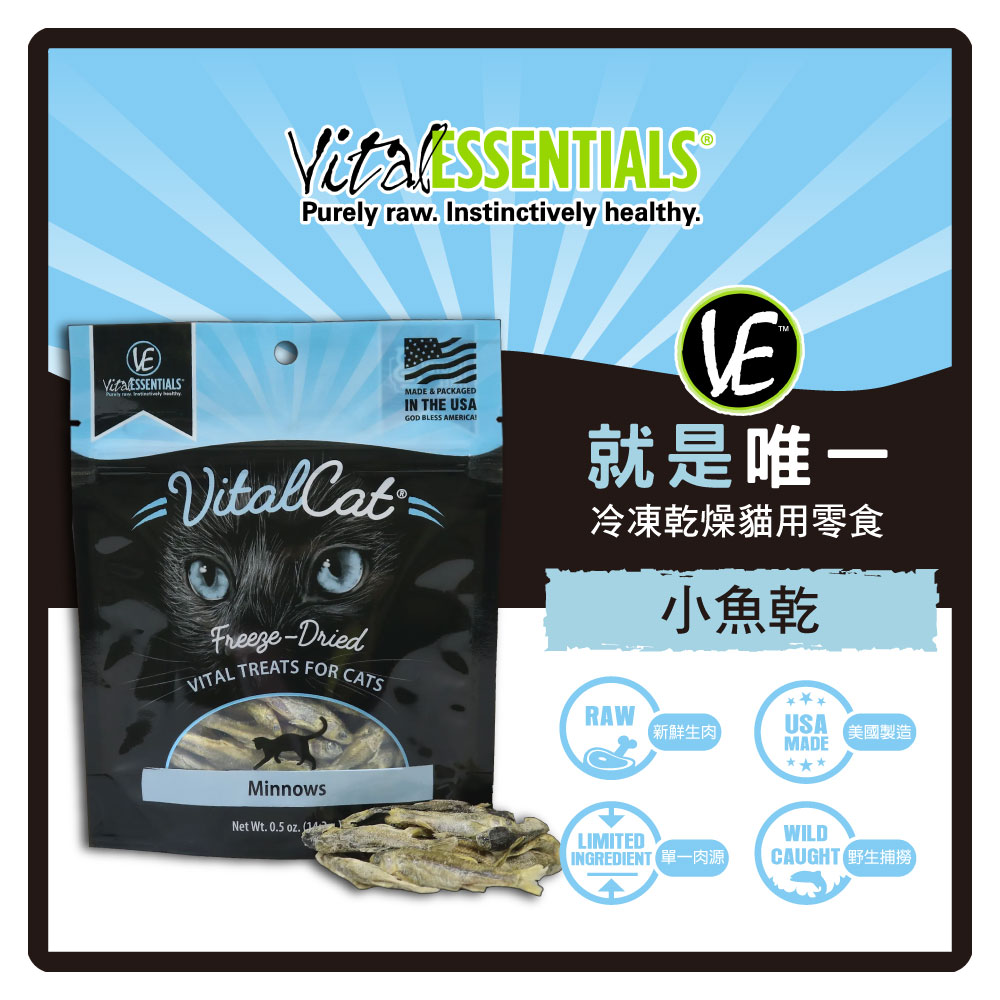 VitalESSENTIALS®
Purely raw. Instinctively healthy.
VE™
就是唯一
冷凍乾燥貓用零食
小魚乾
RAW
新鮮生肉
USA
MADE
美國製造
LIMITED
INGREDIENT
單一肉源
WILD
CAUGHT
野生捕撈
VE
VitalESSENTIALS
Purely raw. Instinctively healthy.
MADE & PACKAGED
IN THE USA
GOD BLESS AMERICA!
VitalCat®
Freeze-Dried
VITAL TREATS FOR CATS
Minnows
Net Wt. 0.5 oz.